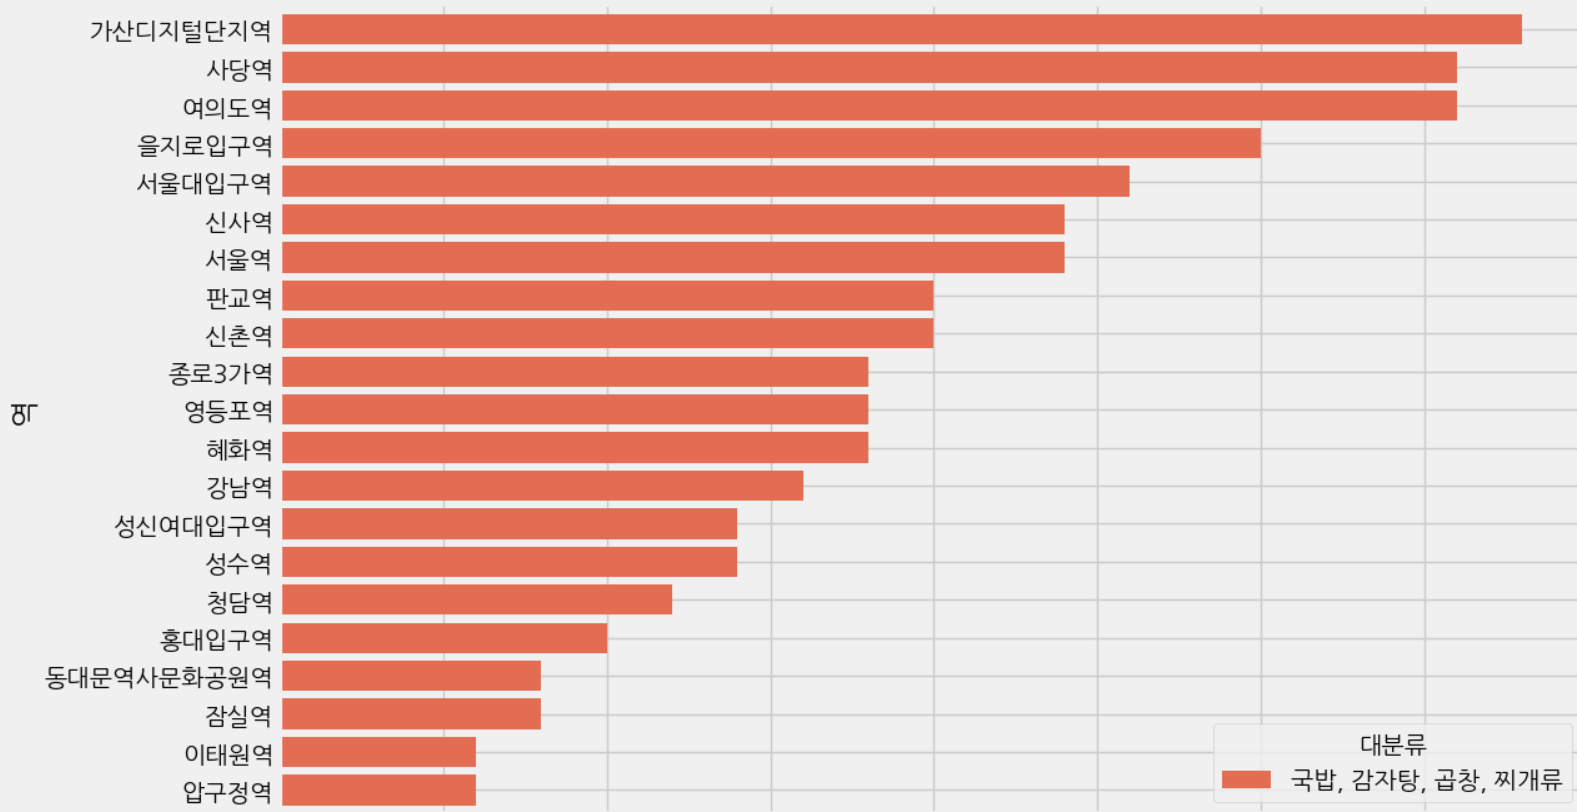 가산디지털단지역
사당역
여의도역
을지로입구역
서울대입구역
신사역
서울역
판교역
신촌역
종로3가역
영등포역
혜화역
강남역
성신여대입구역
성수역
청담역
홍대입구역
동대문역사문화공원역
잠실역
이태원역
압구정역
역
대분류
국밥, 감자탕, 곱창, 찌개류